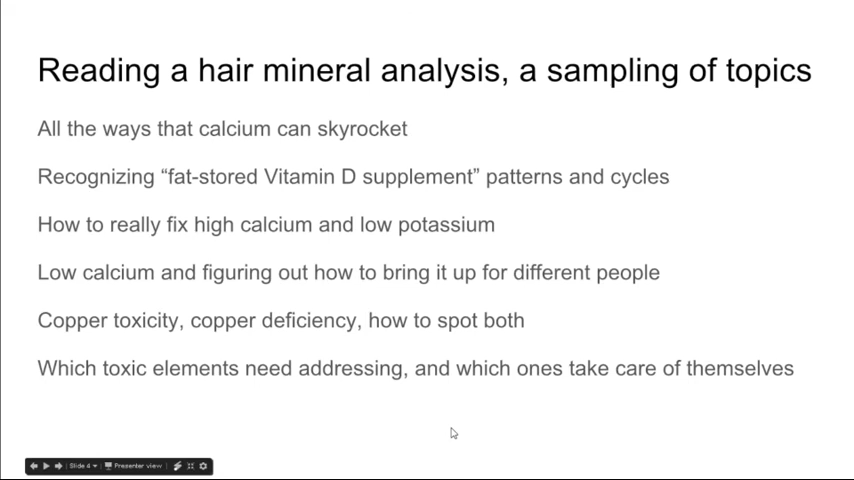 Reading a hair mineral analysis, a sampling of topics
All the ways that calcium can skyrocket
Recognizing “fat-stored Vitamin D supplement” patterns and cycles
How to really fix high calcium and low potassium
Low calcium and figuring out how to bring it up for different people
Copper toxicity, copper deficiency, how to spot both
Which toxic elements need addressing, and which ones take care of themselves
Slide 4 Presenter view